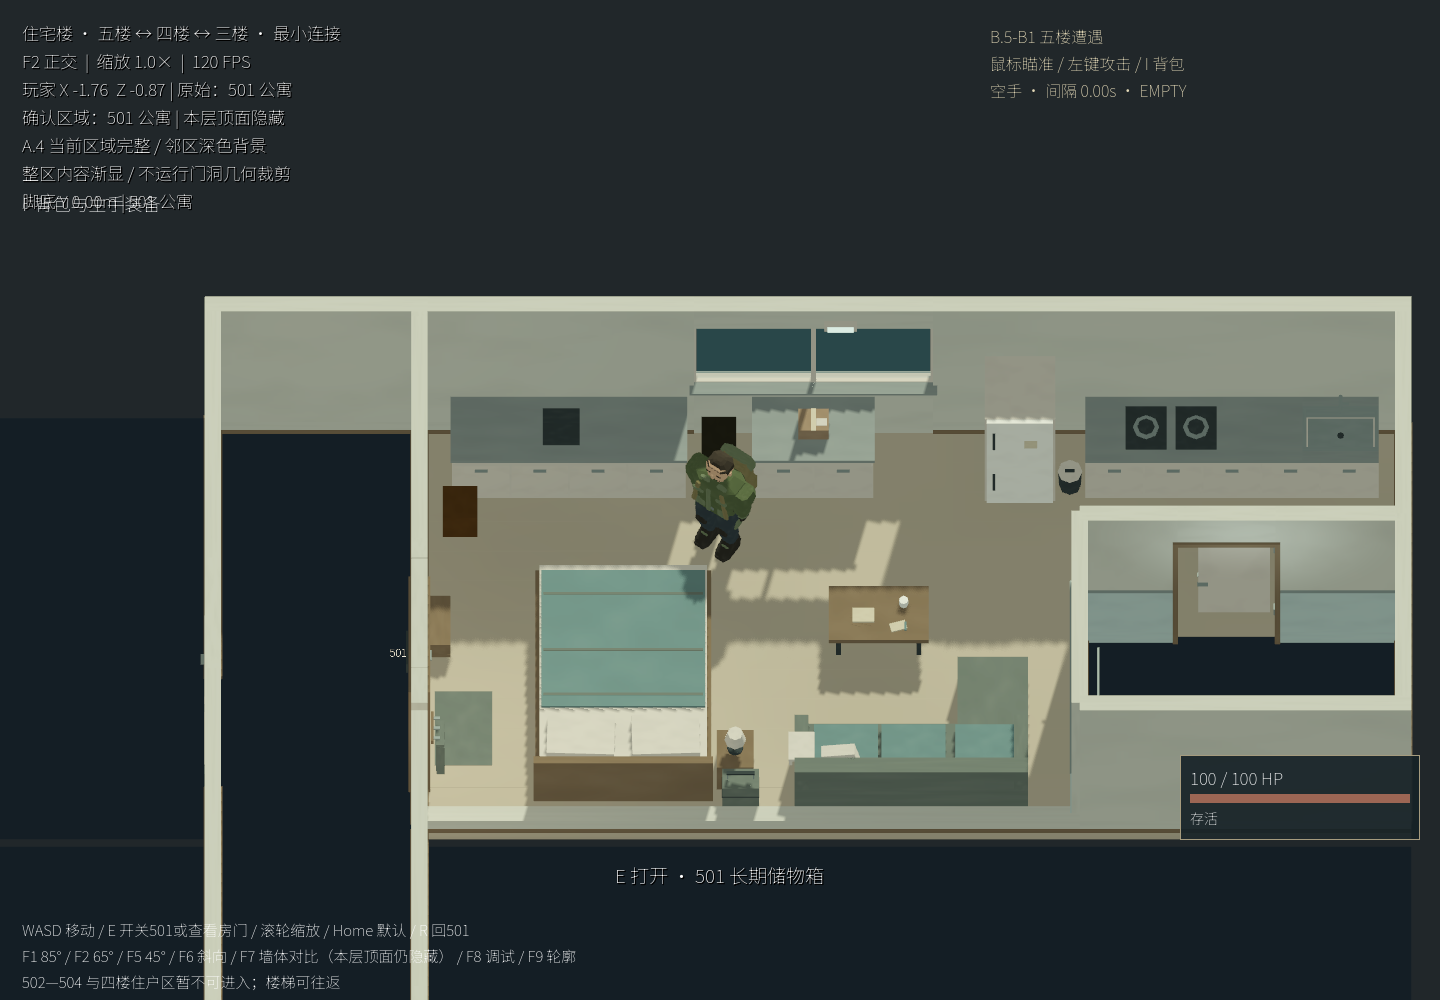 住宅楼 · 五楼 ↔ 四楼 ↔ 三楼 · 最小连接
F2 正交 | 缩放 1.0× | 120 FPS
玩家 X -1.76 Z -0.87 | 原始：501 公寓
确认区域：501 公寓 | 本层顶面隐藏
A.4 当前区域完整 / 邻区深色背景
整区内容渐显 / 不运行门洞几何裁剪
B.5-B1 五楼遭遇
鼠标瞄准 / 左键攻击 / I 背包
空手 · 间隔 0.00s · EMPTY
501
100 / 100 HP
存活
E 打开 · 501 长期储物箱
WASD 移动 / E 开关501或查看房门 / 滚轮缩放 / Home 默认 / R 回501
F1 85° / F2 65° / F5 45° / F6 斜向 / F7 墙体对比（本层顶面仍隐藏） / F8 调试 / F9 轮廓
502—504 与四楼住户区暂不可进入；楼梯可往返